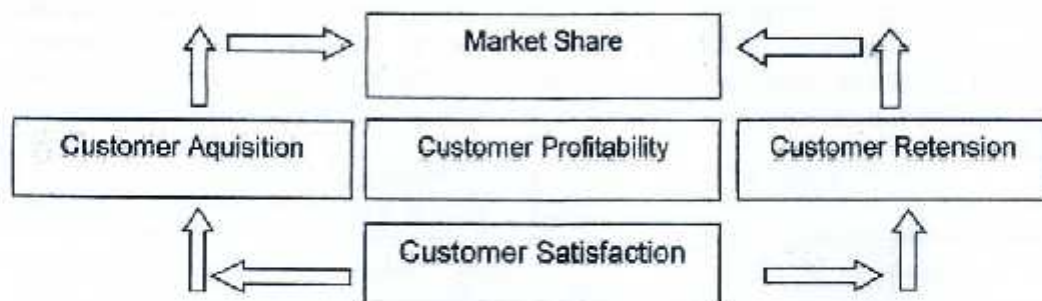 Market Share
Customer Aquisition
Customer Profitability
Customer Retension
Customer Satisfaction